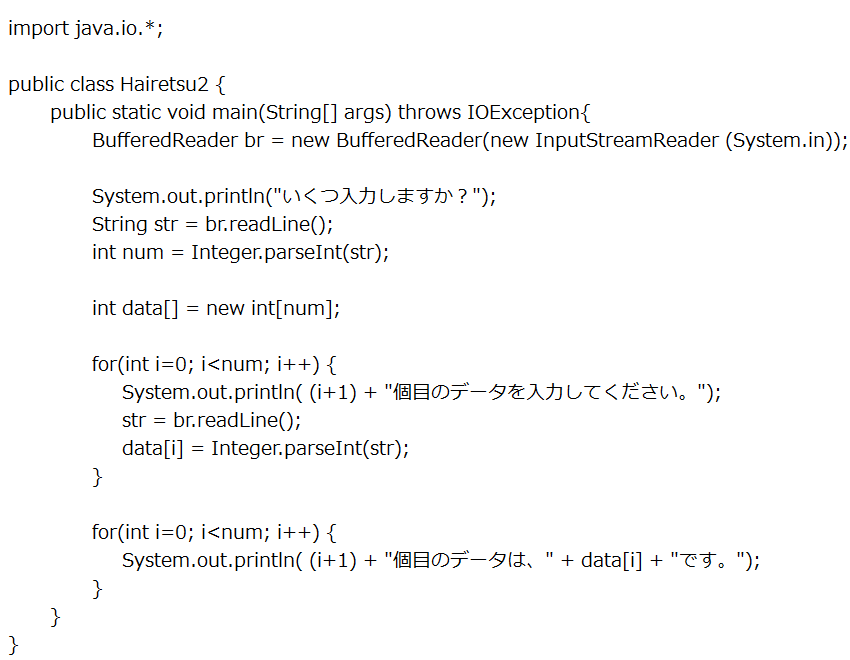 import java.io.*;
public class Hairetsu2 {
public static void main(String[] args) throws IOException{
BufferedReader br = new BufferedReader(new InputStreamReader (System.in));
System.out.println("いくつ入力しますか？");
String str = br.readLine();
int num = Integer.parseInt(str);
int data[] = new int[num];
for(int i=0; i<num; i++) {
System.out.println( (i+1) + "個目のデータを入力してください。");
str = br.readLine();
data[i] = Integer.parseInt(str);
}
for(int i=0; i<num; i++) {
System.out.println( (i+1) + "個目のデータは、" + data[i] + "です。");
}
}
}